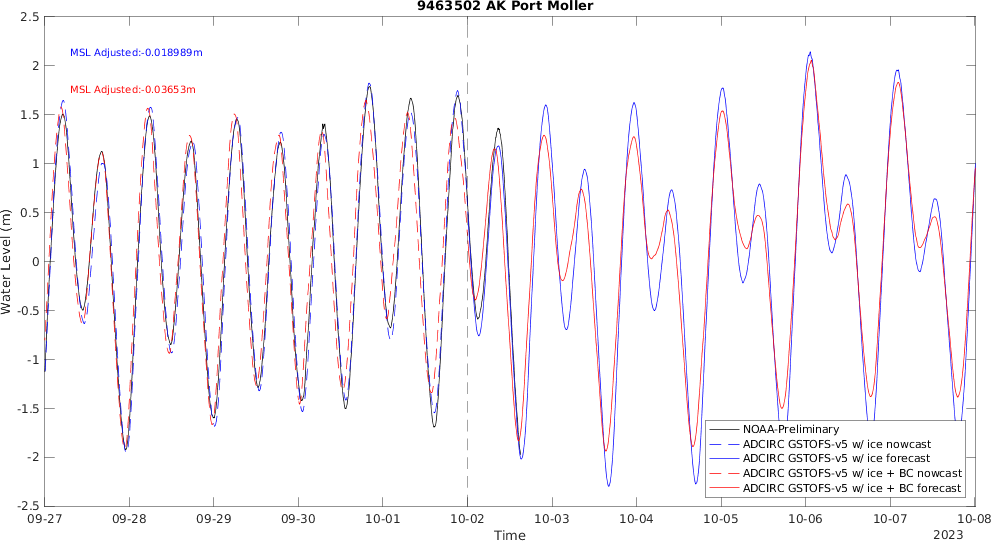 9463502 AK Port Moller
MSL Adjusted:-0.018989m
MSL Adjusted:-0.03653m
Water Level (m)
2.5
2
1.5
1
0.5
0
-0.5
-1
-1.5
-2
-2.5
NOAA-Preliminary
ADCIRC GSTOFS-v5 w/ ice nowcast
ADCIRC GSTOFS-v5 w/ ice forecast
ADCIRC GSTOFS-v5 w/ ice + BC nowcast
ADCIRC GSTOFS-v5 w/ ice + BC forecast
09-27 09-28 09-29 09-30 10-01 10-02 10-03 10-04 10-05 10-06 10-07 10-08
Time
2023